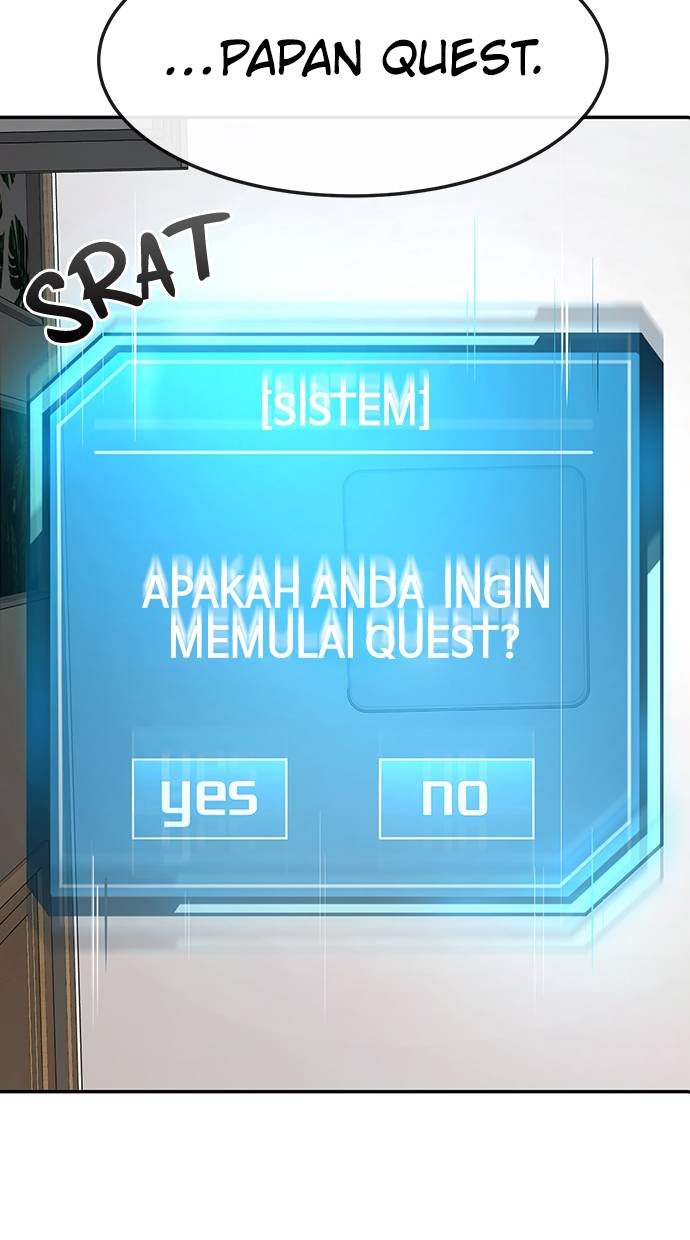 ...PAPAN QUEST.
SRAT
[SISTEM]
APAKAH ANDA INGIN
MEMULAI QUEST?
yes
no